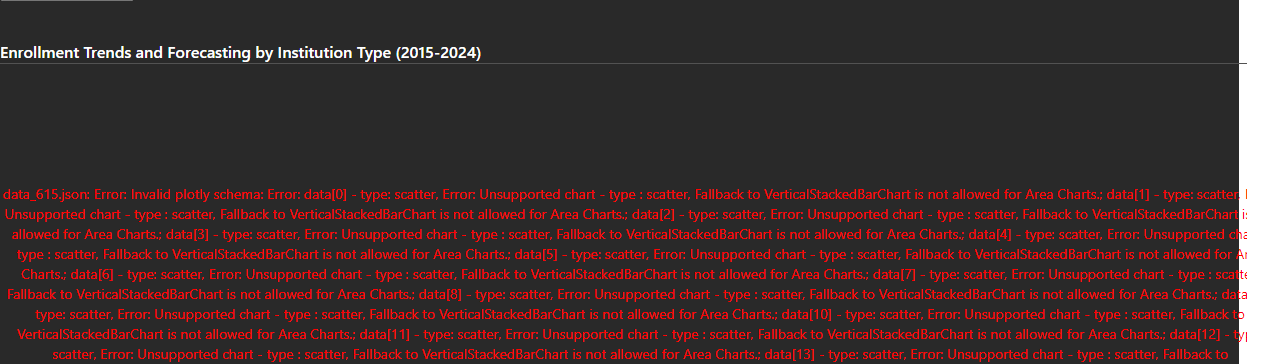 Enrollment Trends and Forecasting by Institution Type (2015-2024)
data_615.json: Error: Invalid plotly schema: Error: data[0] - type: scatter, Error: Unsupported chart - type : scatter, Fallback to VerticalStackedBarChart is not allowed for Area Charts.; data[1] - type: scatter,
Unsupported chart - type : scatter, Fallback to VerticalStackedBarChart is not allowed for Area Charts.; data[2] - type: scatter, Error: Unsupported chart - type : scatter, Fallback to VerticalStackedBarChart
allowed for Area Charts.; data[3] - type: scatter, Error: Unsupported chart - type : scatter, Fallback to VerticalStackedBarChart is not allowed for Area Charts.; data[4] - type: scatter, Error: Unsupported
type : scatter, Fallback to VerticalStackedBarChart is not allowed for Area Charts.; data[5] - type: scatter, Error: Unsupported chart - type : scatter, Fallback to VerticalStackedBarChart is not allowed for
Charts.; data[6] - type: scatter, Error: Unsupported chart - type : scatter, Fallback to VerticalStackedBarChart is not allowed for Area Charts.; data[7] - type: scatter, Error: Unsupported chart - type :
Fallback to VerticalStackedBarChart is not allowed for Area Charts.; data[8] - type: scatter, Error: Unsupported chart - type : scatter, Fallback to VerticalStackedBarChart is not allowed for Area Charts.; data
type: scatter, Error: Unsupported chart - type : scatter, Fallback to VerticalStackedBarChart is not allowed for Area Charts.; data[10] - type: scatter, Error: Unsupported chart - type : scatter, Fallback to
VerticalStackedBarChart is not allowed for Area Charts.; data[11] - type: scatter, Error: Unsupported chart - type : scatter, Fallback to VerticalStackedBarChart is not allowed for Area Charts.; data[12] -
scatter, Error: Unsupported chart - type : scatter, Fallback to VerticalStackedBarChart is not allowed for Area Charts.; data[13] - type: scatter, Error: Unsupported chart - type : scatter, Fallback to